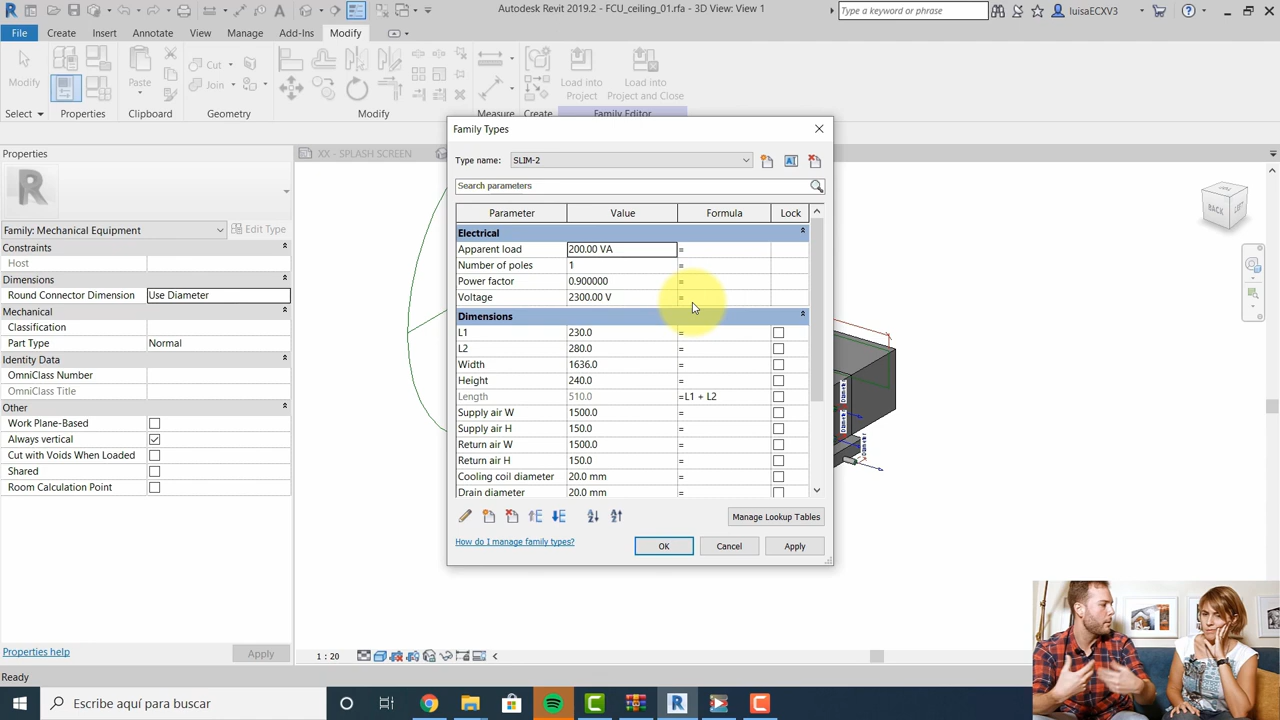 Autodesk Revit 2019.2 - FCU_ceiling_01.rfa - 3D View: View 1
Type a keyword or phrase
luisaECXV3
File Create Insert Annotate View Manage Add-Ins Modify
Modify
Paste
Cut
Join
Load into Project
Load into Project and Close
Select Properties Clipboard Geometry Modify Measure Create Family Editor
Properties
XX - SPLASH SCREEN
Family: Mechanical Equipment
Edit Type
Constraints
Host
Dimensions
Round Connector Dimension Use Diameter
Mechanical
Classification
Part Type Normal
Identity Data
OmniClass Number
OmniClass Title
Other
Work Plane-Based
Always vertical
Cut with Voids When Loaded
Shared
Room Calculation Point
Properties help
Apply
Family Types
Type name: SLIM-2
Search parameters
Parameter Value Formula Lock
Electrical
Apparent load 200.00 VA =
Number of poles 1 =
Power factor 0.900000 =
Voltage 2300.00 V =
Dimensions
L1 230.0 =
L2 280.0 =
Width 1636.0 =
Height 240.0 =
Length 510.0 =L1 + L2
Supply air W 1500.0 =
Supply air H 150.0 =
Return air W 1500.0 =
Return air H 150.0 =
Cooling coil diameter 20.0 mm =
Drain diameter 20.0 mm =
Manage Lookup Tables
How do I manage family types?
OK Cancel Apply
BACK LEFT
1 : 20
Ready
Escribe aquí para buscar